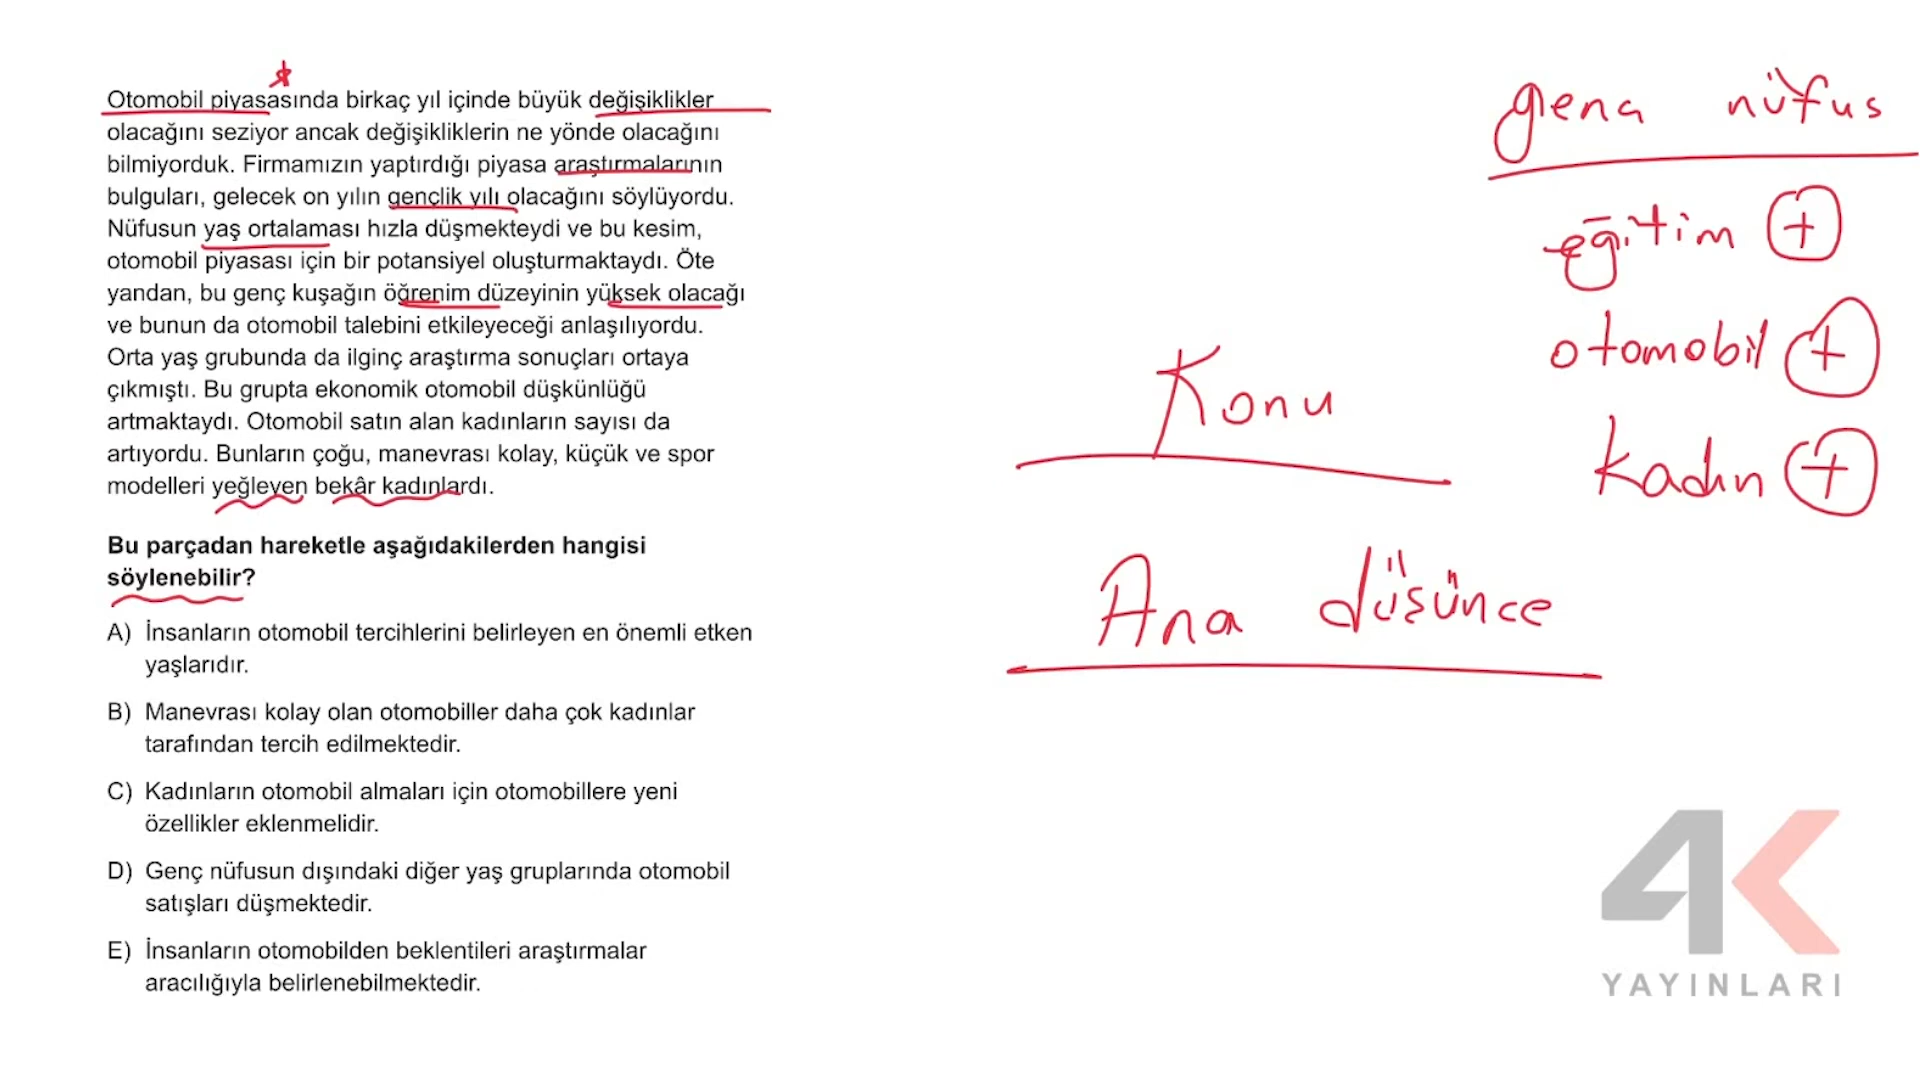 Otomobil piyasasında birkaç yıl içinde büyük değişiklikler
olacağını seziyor ancak değişikliklerin ne yönde olacağını
bilmiyorduk. Firmamızın yaptırdığı piyasa araştırmalarının
bulguları, gelecek on yılın gençlik yılı olacağını söylüyordu.
Nüfusun yaş ortalaması hızla düşmekteydi ve bu kesim,
otomobil piyasası için bir potansiyel oluşturmaktaydı. Öte
yandan, bu genç kuşağın öğrenim düzeyinin yüksek olacağı
ve bunun da otomobil talebini etkileyeceği anlaşılıyordu.
Orta yaş grubunda da ilginç araştırma sonuçları ortaya
çıkmıştı. Bu grupta ekonomik otomobil düşkünlüğü
artmaktaydı. Otomobil satın alan kadınların sayısı da
artıyordu. Bunların çoğu, manevrası kolay, küçük ve spor
modelleri yeğleyen bekâr kadınlardı.
Bu parçadan hareketle aşağıdakilerden hangisi
söylenebilir?
A) İnsanların otomobil tercihlerini belirleyen en önemli etken
yaşlarıdır.
B) Manevrası kolay olan otomobiller daha çok kadınlar
tarafından tercih edilmektedir.
C) Kadınların otomobil almaları için otomobillere yeni
özellikler eklenmelidir.
D) Genç nüfusun dışındaki diğer yaş gruplarında otomobil
satışları düşmektedir.
E) İnsanların otomobilden beklentileri araştırmalar
aracılığıyla belirlenebilmektedir.
genç nüfus
eğitim +
otomobil +
Kadın +
Konu
Ana düşünce
4K
YAYINLARI